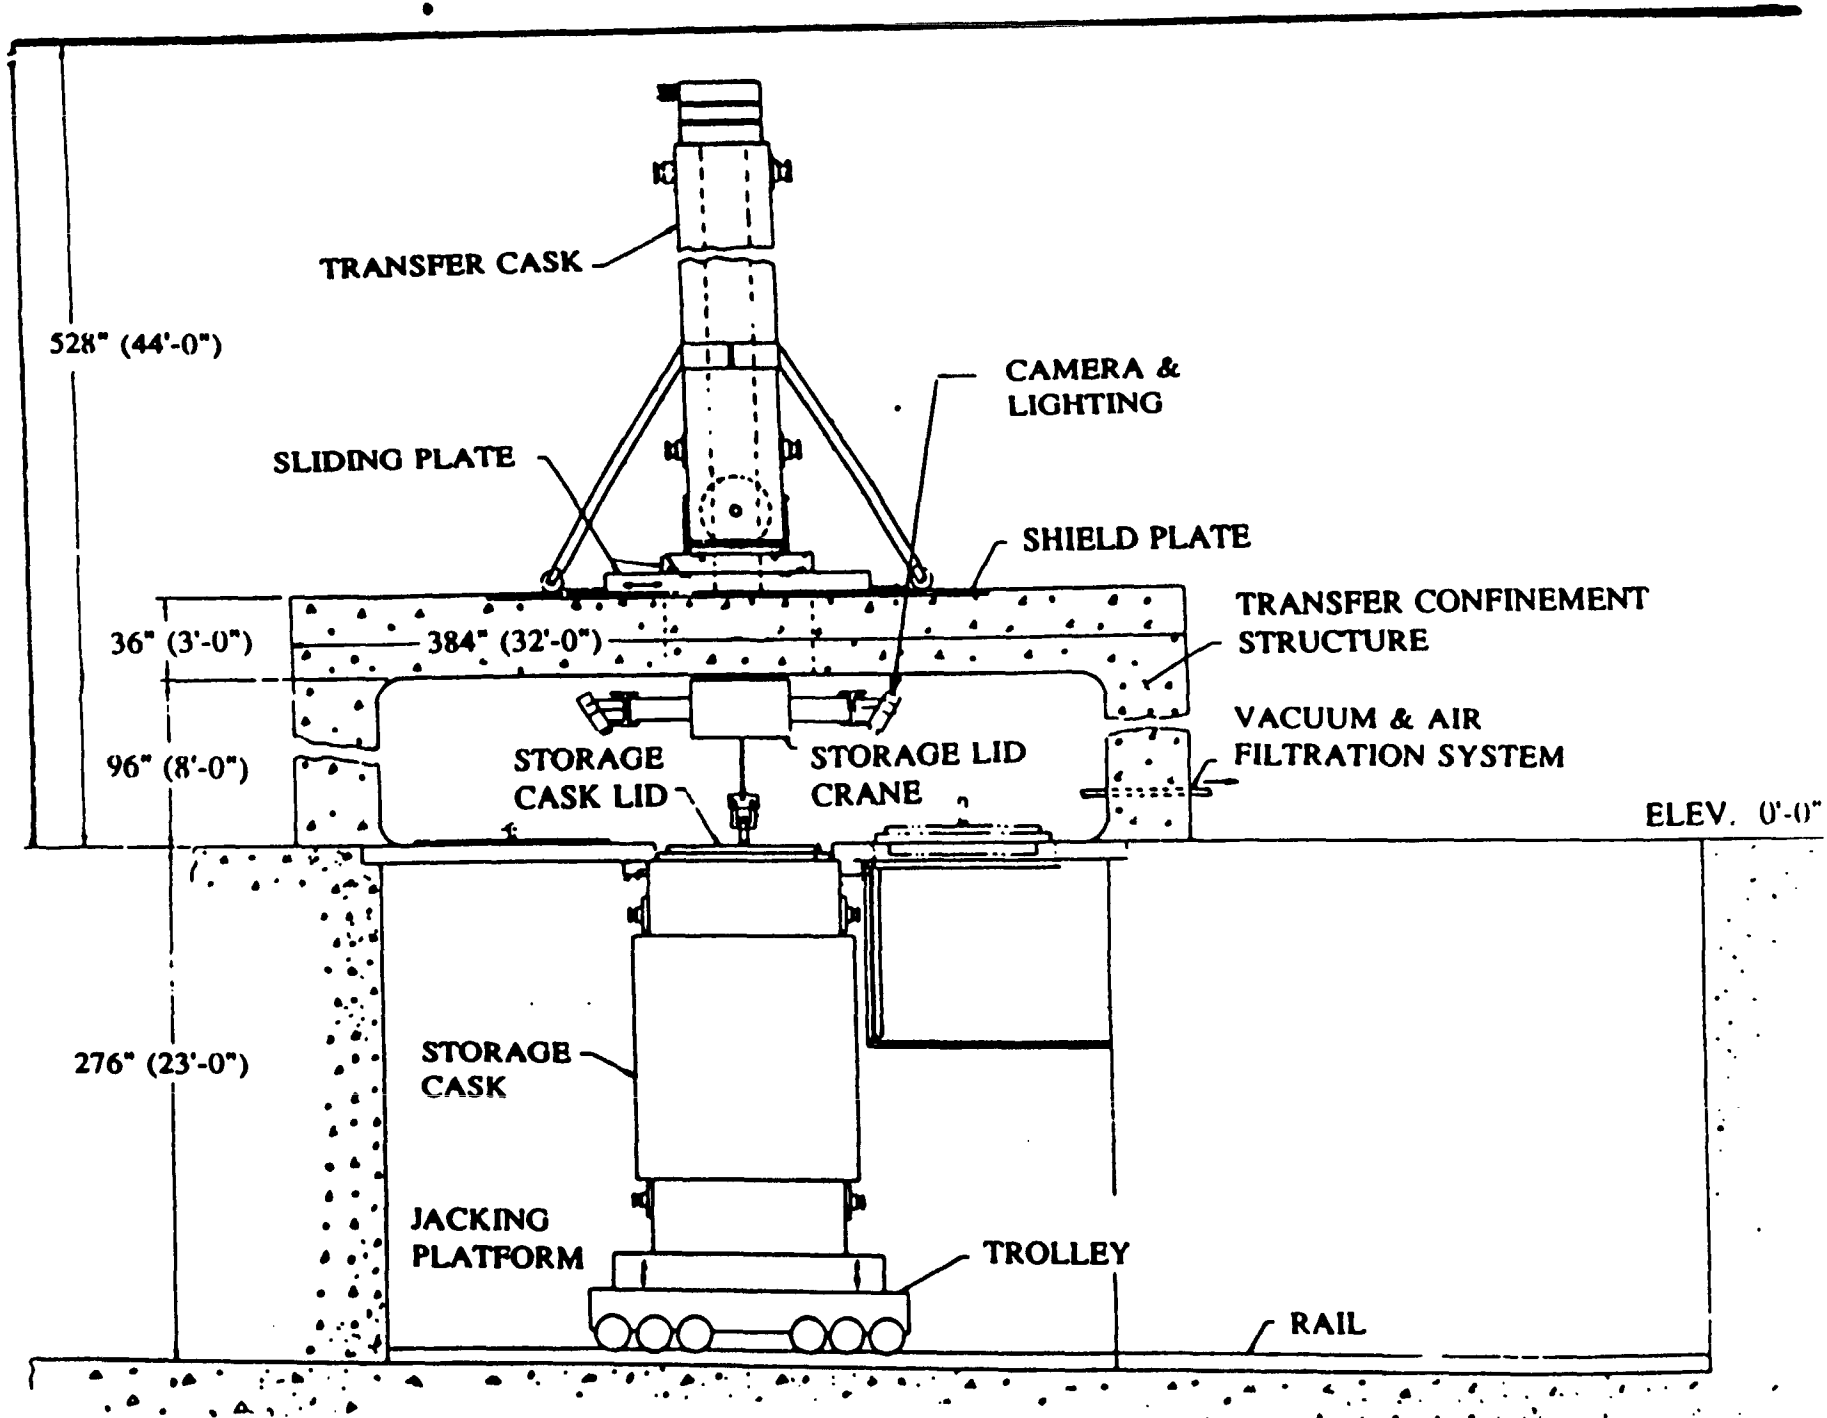 TRANSFER CASK
528" (44'-0")
CAMERA &
LIGHTING
SLIDING PLATE
SHIELD PLATE
TRANSFER CONFINEMENT
STRUCTURE
36" (3'-0")
384" (32'-0")
VACUUM & AIR
FILTRATION SYSTEM
96" (8'-0")
STORAGE
CASK LID
STORAGE LID
CRANE
ELEV. 0'-0"
276" (23'-0")
STORAGE
CASK
JACKING
PLATFORM
TROLLEY
RAIL